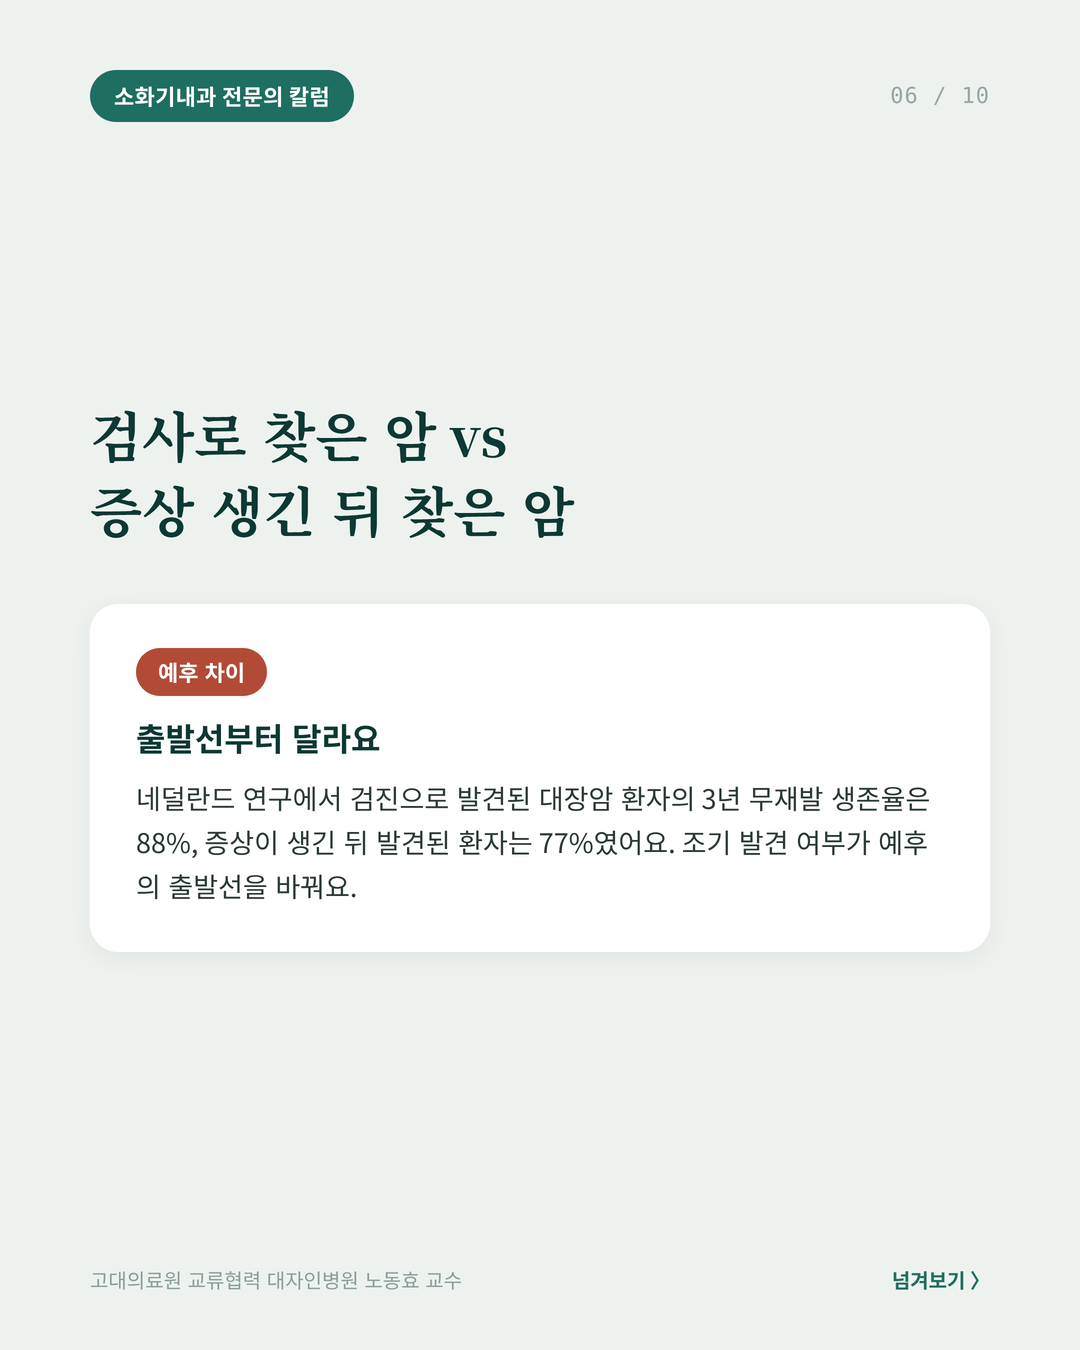 소화기내과 전문의 칼럼
06 / 10
검사로 찾은 암 vs
증상 생긴 뒤 찾은 암
예후 차이
출발선부터 달라요
네덜란드 연구에서 검진으로 발견된 대장암 환자의 3년 무재발 생존율은
88%, 증상이 생긴 뒤 발견된 환자는 77%였어요. 조기 발견 여부가 예후
의 출발선을 바꿔요.
고대의료원 교류협력 대자인병원 노동효 교수
넘겨보기 〉